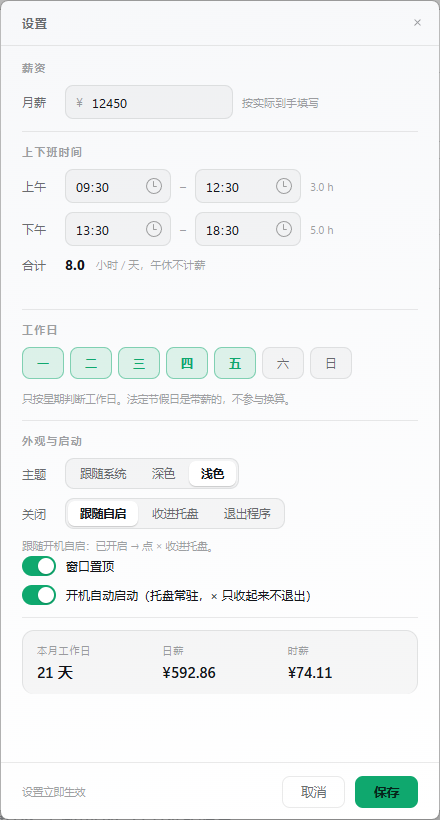 设置 ×
薪资
月薪 ¥ 12450 按实际到手填写
上下班时间
上午 09:30 – 12:30 3.0 h
下午 13:30 – 18:30 5.0 h
合计 8.0 小时 / 天，午休不计薪
工作日
一 二 三 四 五 六 日
只按星期判断工作日。法定节假日是带薪的，不参与换算。
外观与启动
主题 跟随系统 深色 浅色
关闭 跟随自启 收进托盘 退出程序
跟随开机自启：已开启 → 点 × 收进托盘。
窗口置顶
开机自动启动（托盘常驻，× 只收起来不退出）
本月工作日 日薪 时薪
21 天 ¥592.86 ¥74.11
设置立即生效 取消 保存